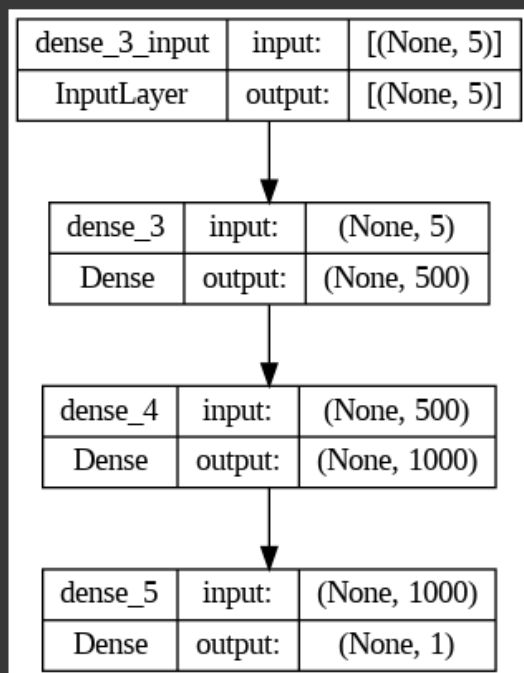 dense_3_input input: [(None, 5)]
InputLayer output: [(None, 5)]
dense_3 input: (None, 5)
Dense output: (None, 500)
dense_4 input: (None, 500)
Dense output: (None, 1000)
dense_5 input: (None, 1000)
Dense output: (None, 1)